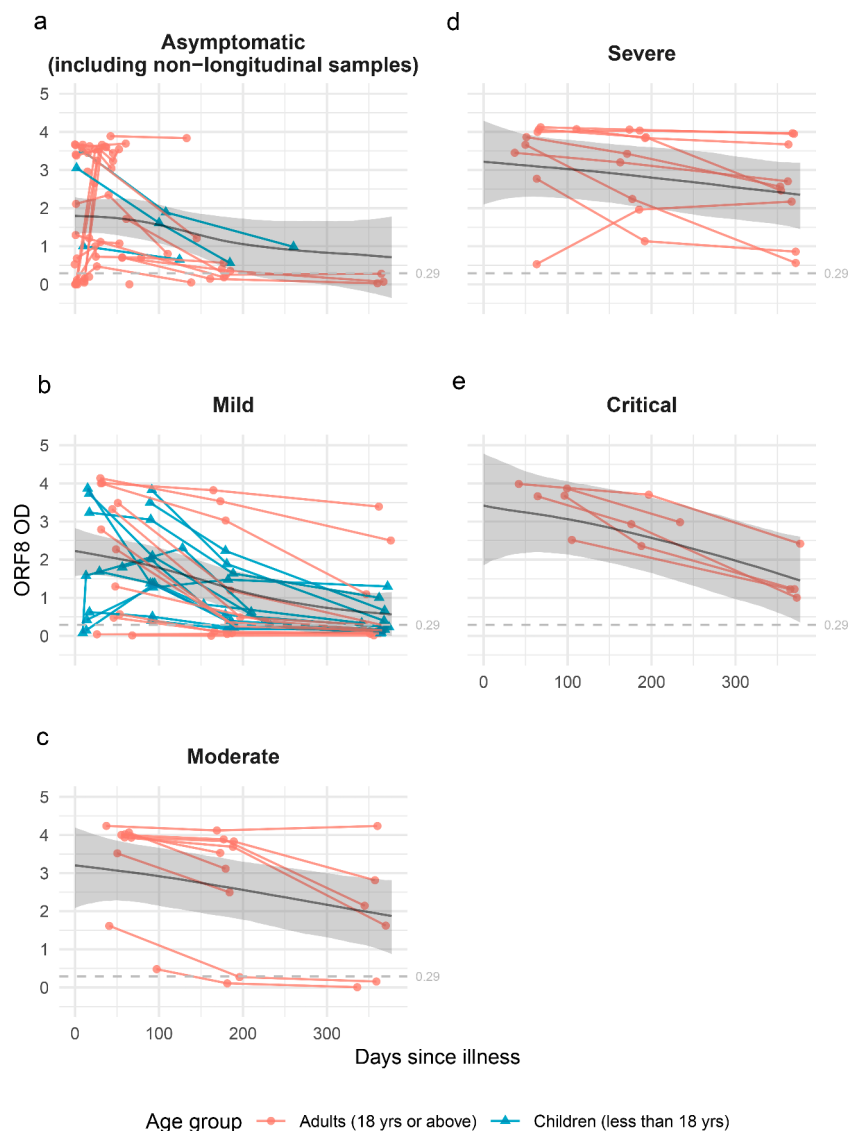 a
Asymptomatic
(including non−longitudinal samples)
5
4
3
2
1
0
0.29
d
Severe
0.29
b
Mild
5
4
3
2
1
0
0.29
e
Critical
0.29
0 100 200 300
ORF8 OD
c
Moderate
5
4
3
2
1
0
0.29
0 100 200 300
Days since illness
Age group Adults (18 yrs or above) Children (less than 18 yrs)